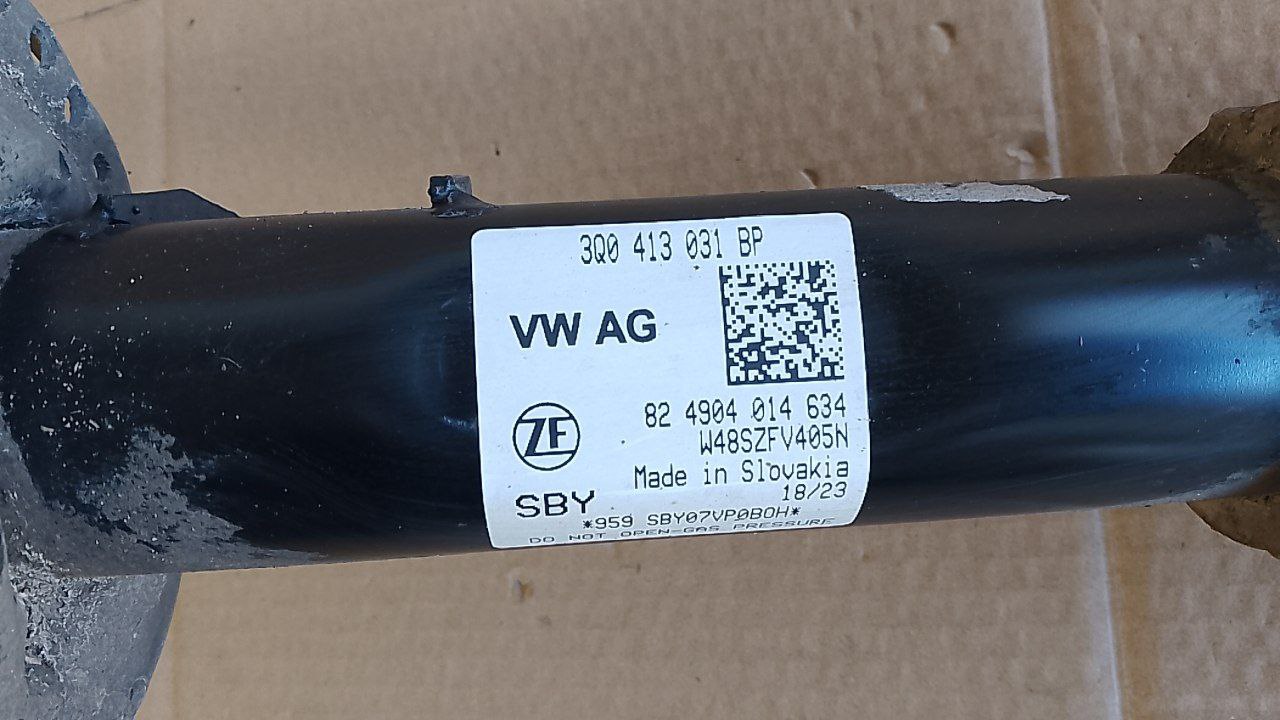 3Q0 413 031 BP
VW AG
ZF
82 4904 014 634
W48SZFV405N
Made in Slovakia
SBY
18/23
*959 SBY07VP0BOH*
DO NOT OPEN-GAS PRESSURE